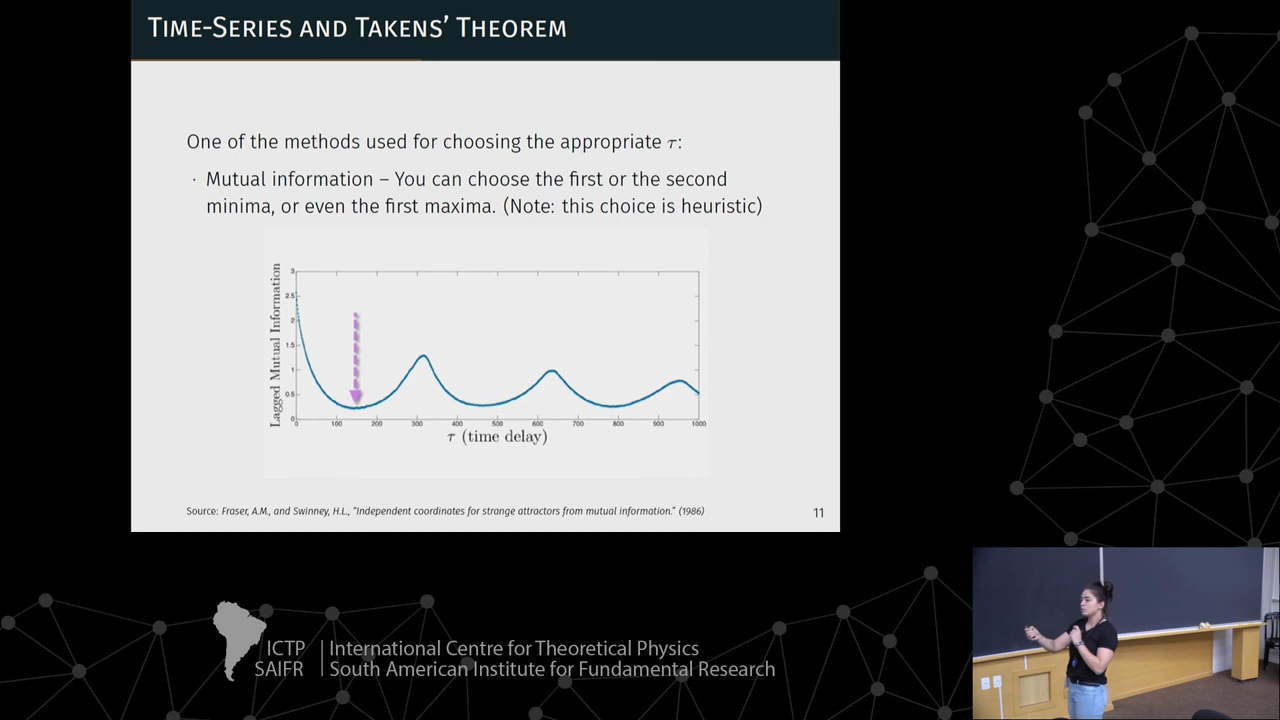 TIME-SERIES AND TAKENS' THEOREM
One of the methods used for choosing the appropriate τ:
· Mutual information – You can choose the first or the second
minima, or even the first maxima. (Note: this choice is heuristic)
Lagged Mutual Information
3
2.5
2
1.5
1
0.5
0
0 100 200 300 400 500 600 700 800 900 1000
τ (time delay)
Source: Fraser, A.M., and Swinney, H.L., "Independent coordinates for strange attractors from mutual information." (1986)
11
ICTP
SAIFR
International Centre for Theoretical Physics
South American Institute for Fundamental Research